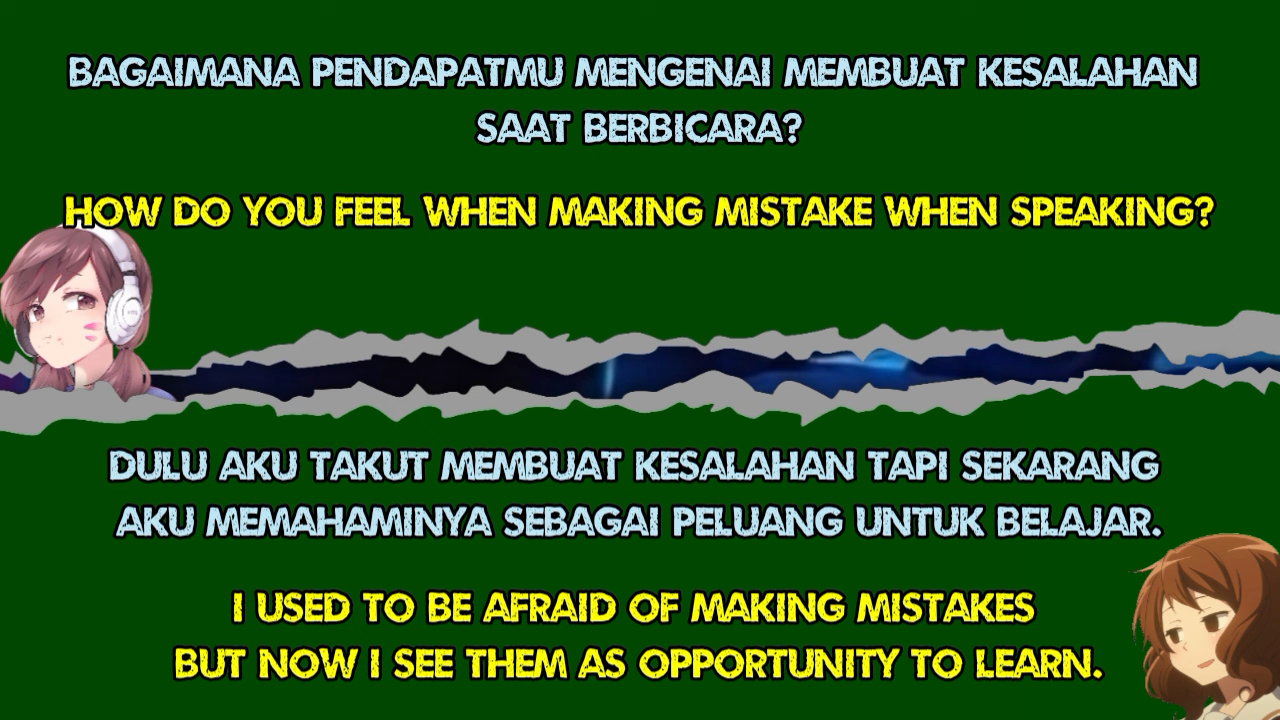 BAGAIMANA PENDAPATMU MENGENAI MEMBUAT KESALAHAN
SAAT BERBICARA?
HOW DO YOU FEEL WHEN MAKING MISTAKE WHEN SPEAKING?
DULU AKU TAKUT MEMBUAT KESALAHAN TAPI SEKARANG
AKU MEMAHAMINYA SEBAGAI PELUANG UNTUK BELAJAR.
I USED TO BE AFRAID OF MAKING MISTAKES
BUT NOW I SEE THEM AS OPPORTUNITY TO LEARN.